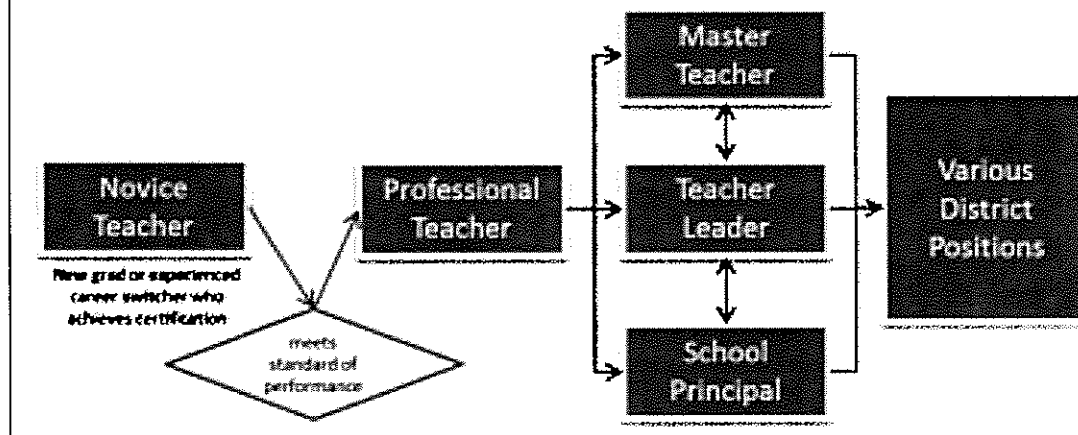 Novice
Teacher
New grad or experienced
career switcher who
achieves certification
meets
standard of
performance
Professional
Teacher
Master
Teacher
Teacher
Leader
School
Principal
Various
District
Positions